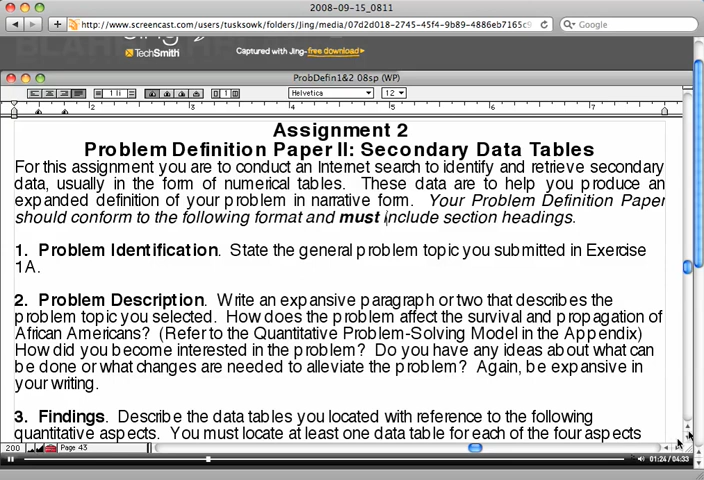 2008-09-15_0811
http://www.screencast.com/users/tusksowk/folders/Jing/media/07d2d018-2745-45f4-9b89-4886eb7165c
Google
TechSmith
Captured with Jing-free download
ProbDefin1&2 08sp (WP)
Helvetica 12
2 3 4 5 6 7
Assignment 2
Problem Definition Paper II: Secondary Data Tables
For this assignment you are to conduct an Internet search to identify and retrieve secondary
data, usually in the form of numerical tables. These data are to help you produce an
expanded definition of your problem in narrative form. Your Problem Definition Paper
should conform to the following format and must include section headings.
1. Problem Identification. State the general problem topic you submitted in Exercise
1A.
2. Problem Description. Write an expansive paragraph or two that describes the
problem topic you selected. How does the problem affect the survival and propagation of
African Americans? (Refer to the Quantitative Problem-Solving Model in the Appendix)
How did you become interested in the problem? Do you have any ideas about what can
be done or what changes are needed to alleviate the problem? Again, be expansive in
your writing.
3. Findings. Describe the data tables you located with reference to the following
quantitative aspects. You must locate at least one data table for each of the four aspects
200 Page 43
01:24 / 04:33